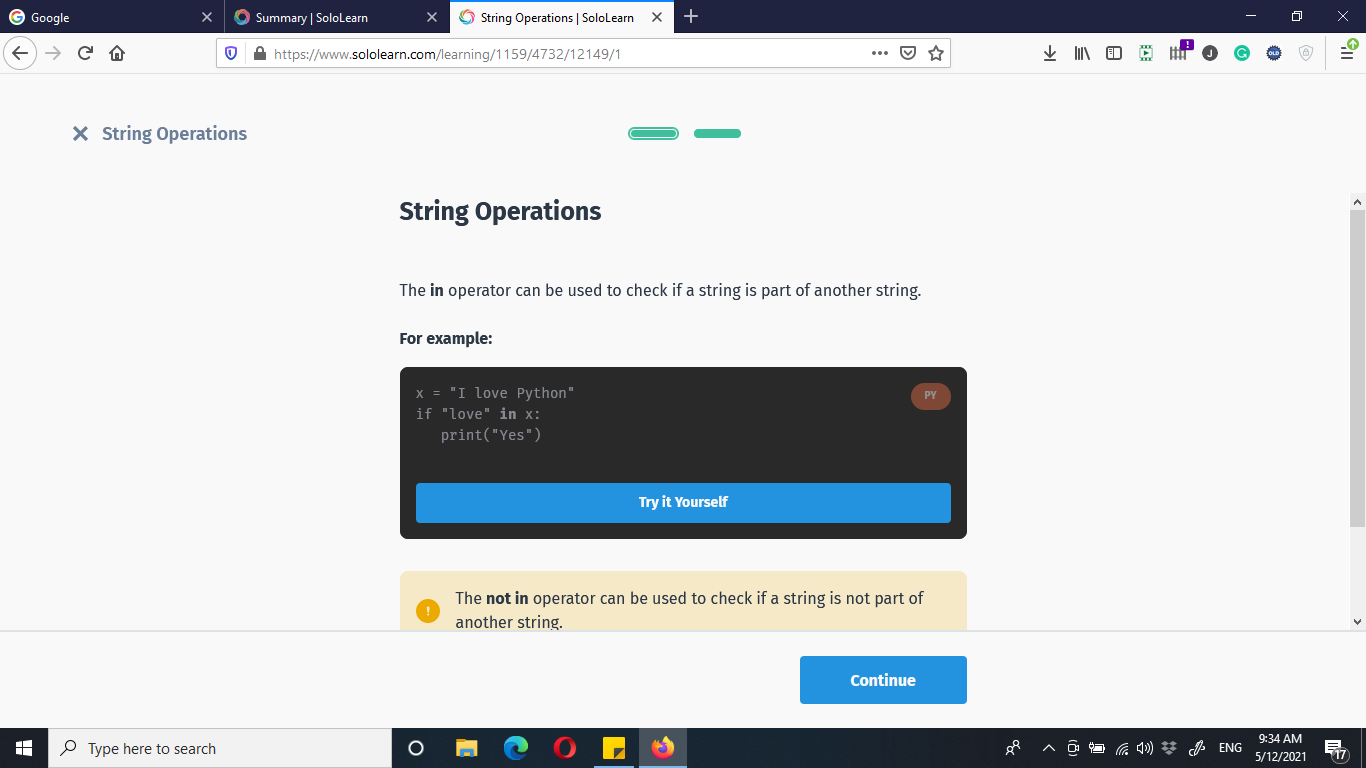 Google
Summary | SoloLearn
String Operations | SoloLearn
https://www.sololearn.com/learning/1159/4732/12149/1
!
J
OLD
String Operations
String Operations
The in operator can be used to check if a string is part of another string.
For example:
x = "I love Python"
PY
if "love" in x:
print("Yes")
Try it Yourself
!
The not in operator can be used to check if a string is not part of
another string.
Continue
Type here to search
ENG
9:34 AM
5/12/2021
17